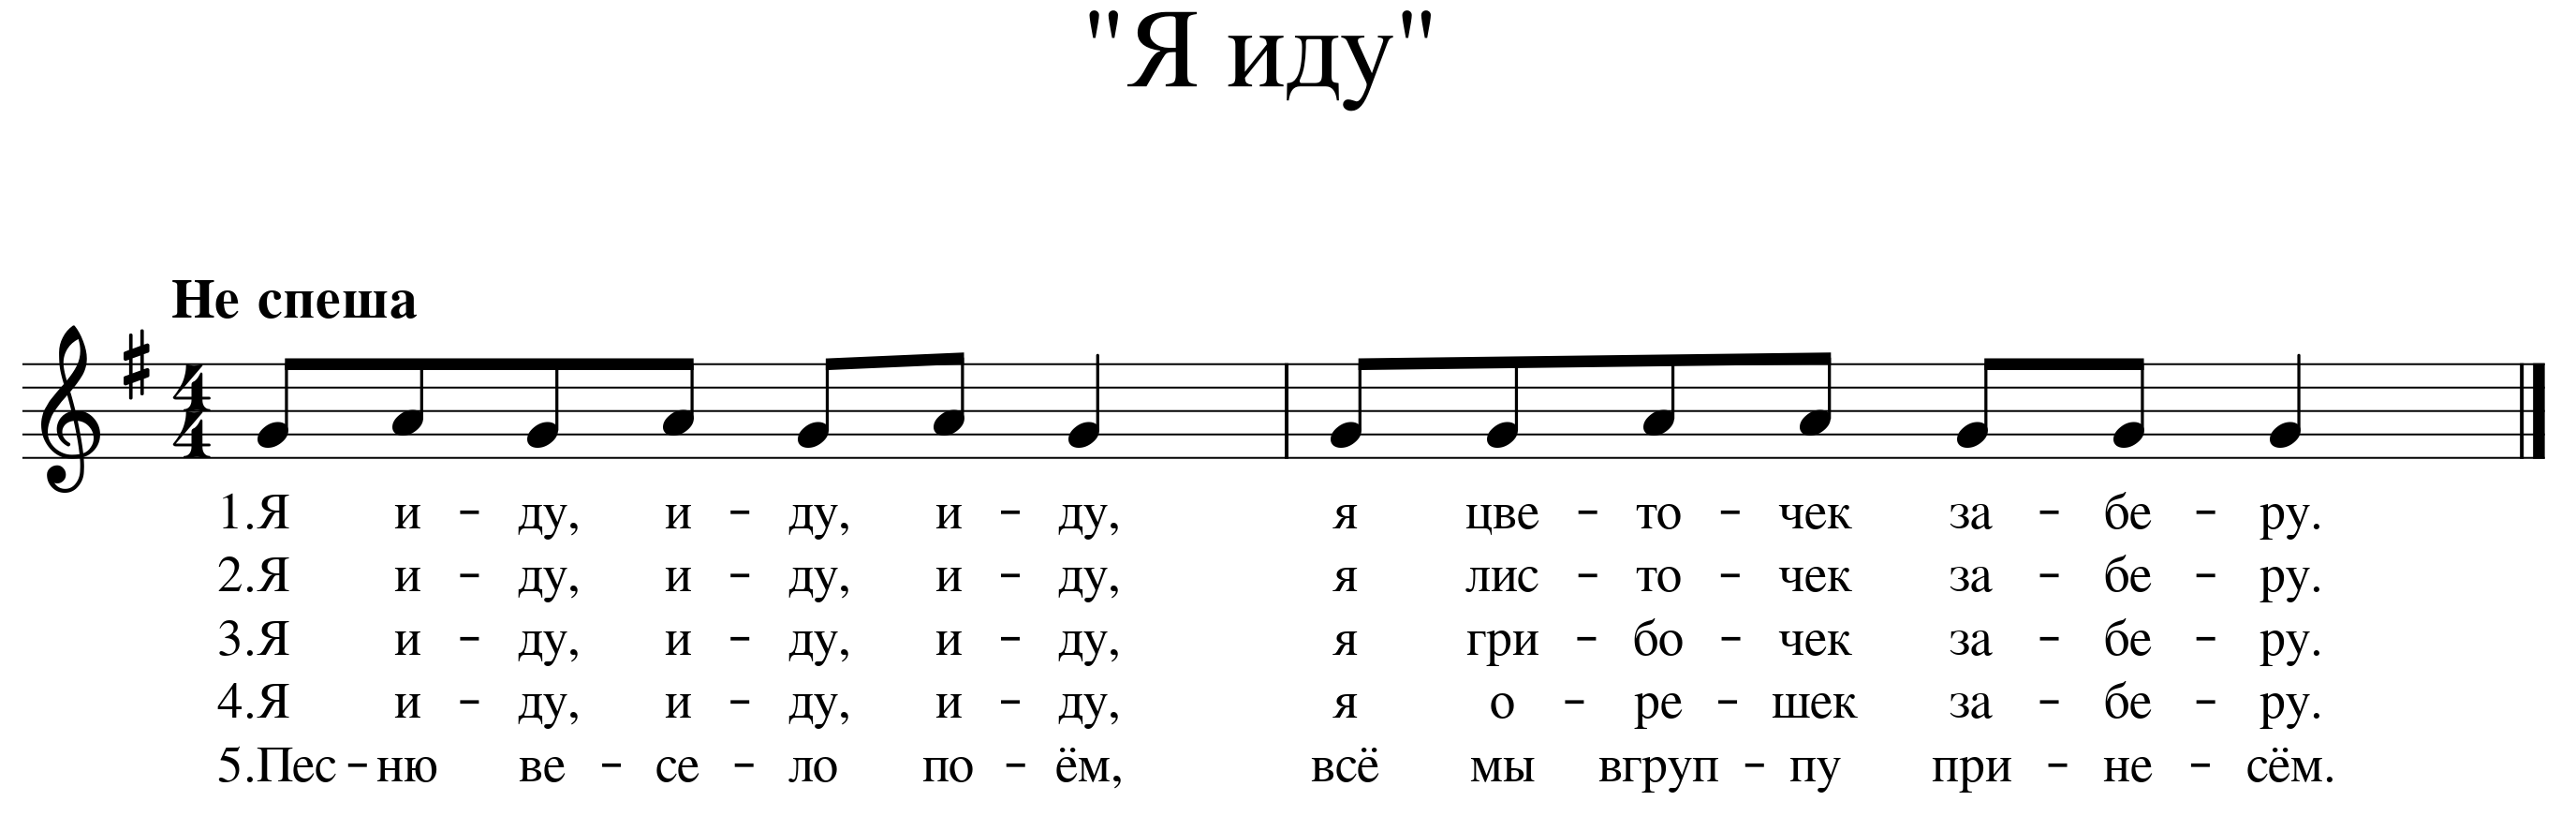 "Я иду"
Не спеша
4
4
1.Я и - ду, и - ду, и - ду, я цве - то - чек за - бе - ру.
2.Я и - ду, и - ду, и - ду, я лис - то - чек за - бе - ру.
3.Я и - ду, и - ду, и - ду, я гри - бо - чек за - бе - ру.
4.Я и - ду, и - ду, и - ду, я о - ре - шек за - бе - ру.
5.Пес - ню ве - се - ло по - ём, всё мы вгруп - пу при - не - сём.